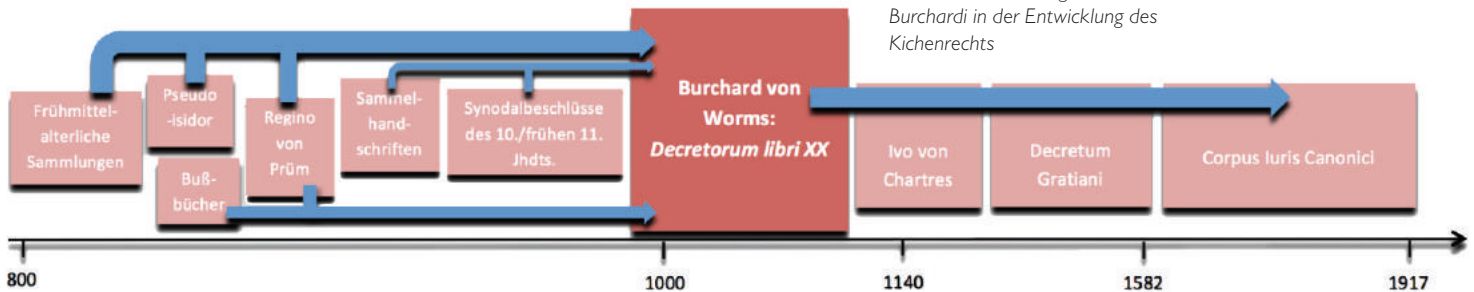 Burchardi in der Entwicklung des
Kichenrechts
Frühmittel-
alterliche
Sammlungen
Pseudo
-isidor
Buß-
bücher
Regino
von
Prüm
Sammel-
hand-
schriften
Synodalbeschlüsse
des 10./frühen 11.
Jhdts.
Burchard von
Worms:
Decretorum libri XX
Ivo von
Chartres
Decretum
Gratiani
Corpus Iuris Canonici
800
1000
1140
1582
1917